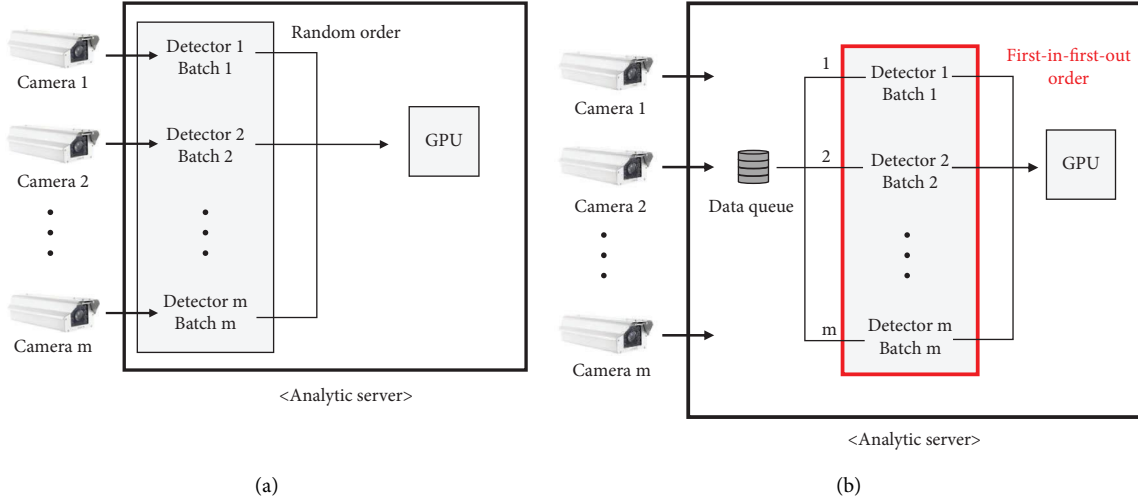 Camera 1
Camera 2
Camera m
Detector 1
Batch 1
Detector 2
Batch 2
Detector m
Batch m
Random order
GPU
<Analytic server>
(a)
Camera 1
Camera 2
Camera m
Data queue
1
2
m
Detector 1
Batch 1
Detector 2
Batch 2
Detector m
Batch m
First-in-first-out
order
GPU
<Analytic server>
(b)